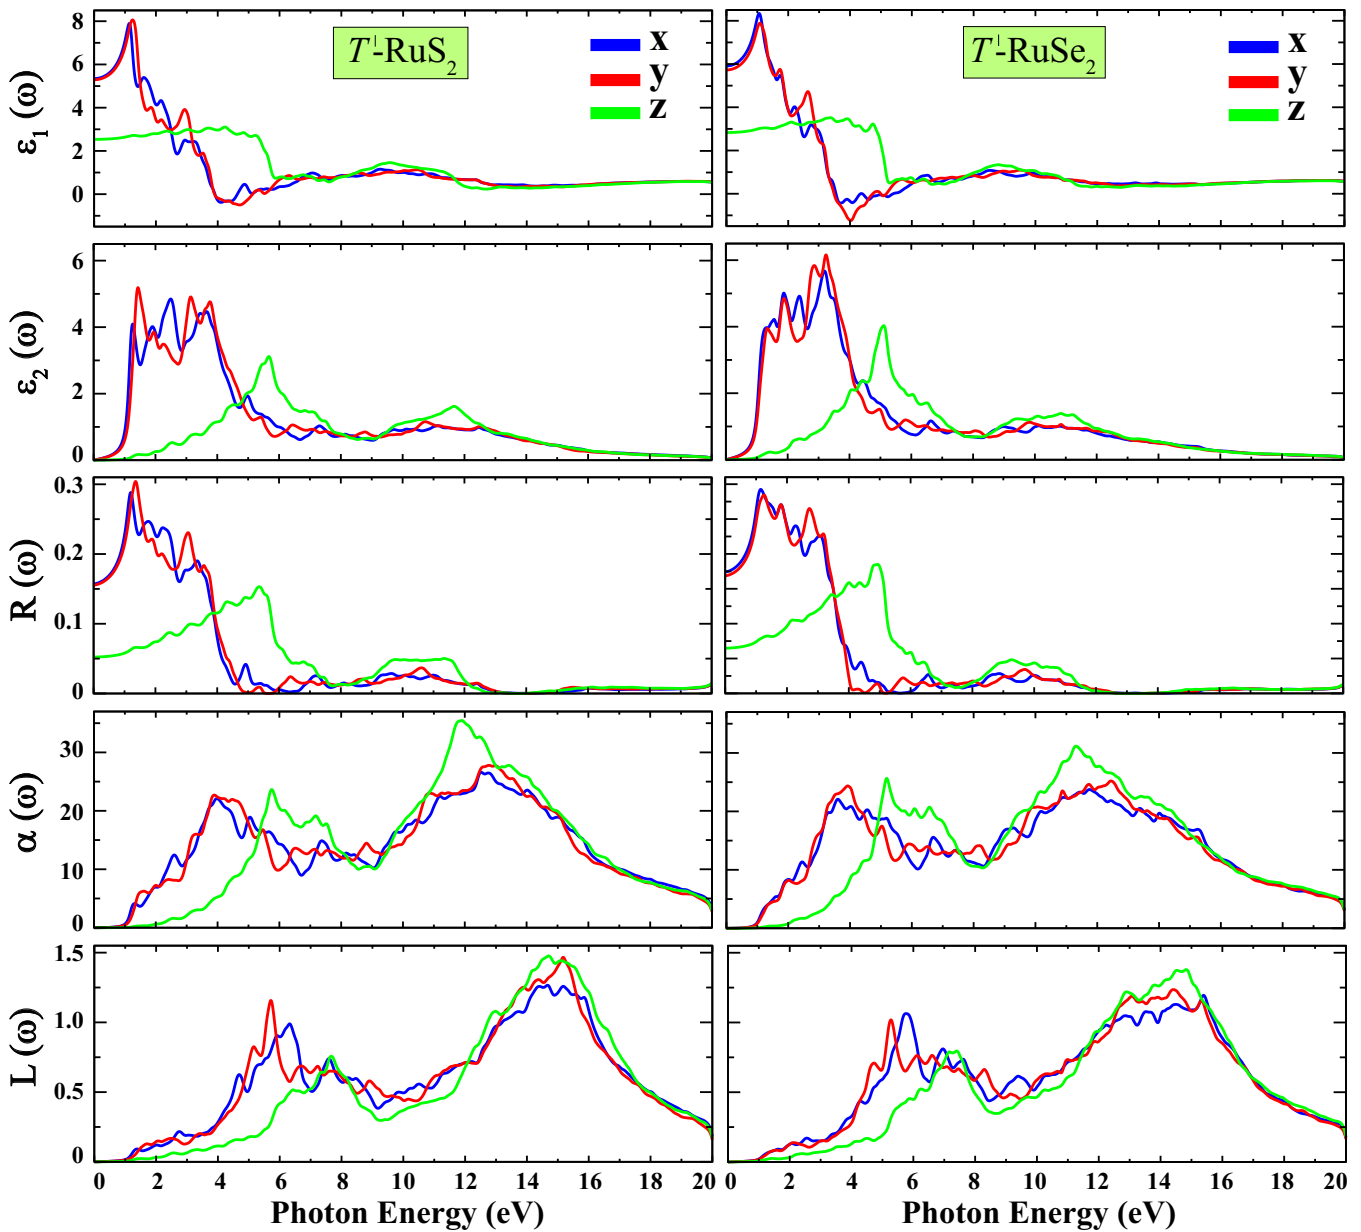 T'-RuS₂
x
y
z
T'-RuSe₂
x
y
z
ε₁ (ω)
8
6
4
2
0
ε₂ (ω)
6
4
2
0
R (ω)
0.3
0.2
0.1
0
α (ω)
30
20
10
0
L (ω)
1.5
1.0
0.5
0
0 2 4 6 8 10 12 14 16 18 20
0 2 4 6 8 10 12 14 16 18 20
Photon Energy (eV)
Photon Energy (eV)